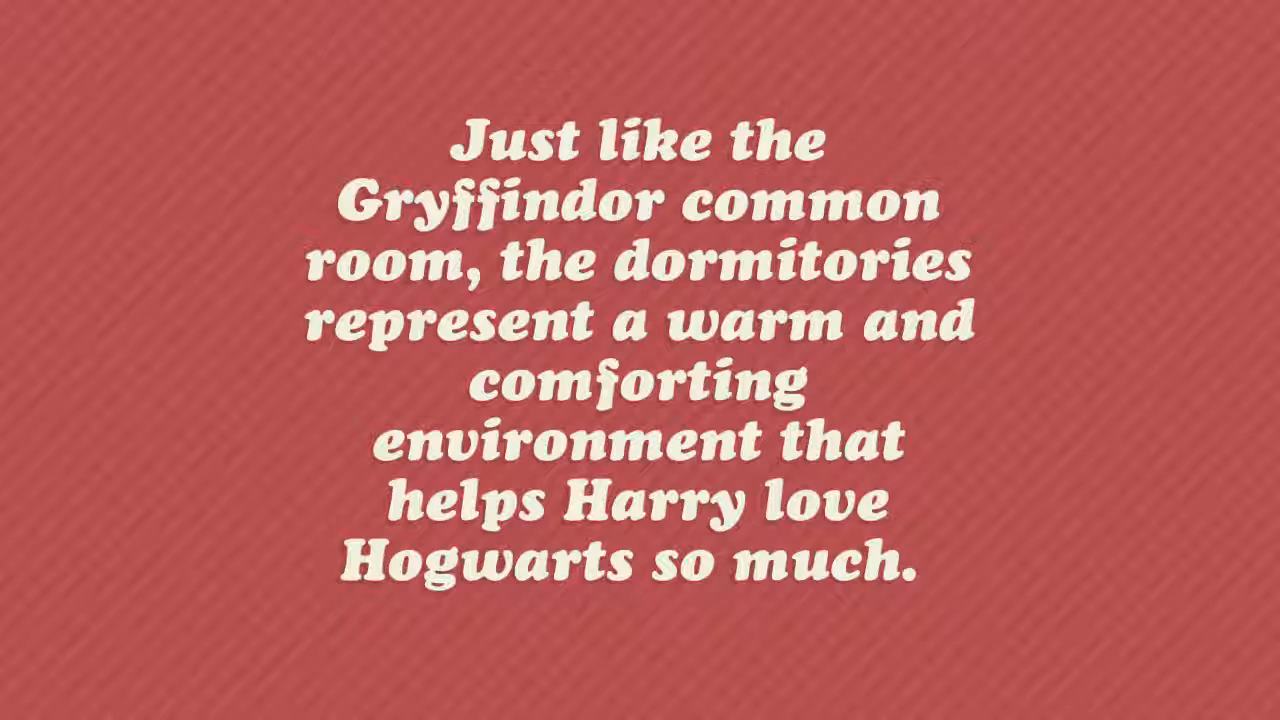 Just like the
Gryffindor common
room, the dormitories
represent a warm and
comforting
environment that
helps Harry love
Hogwarts so much.